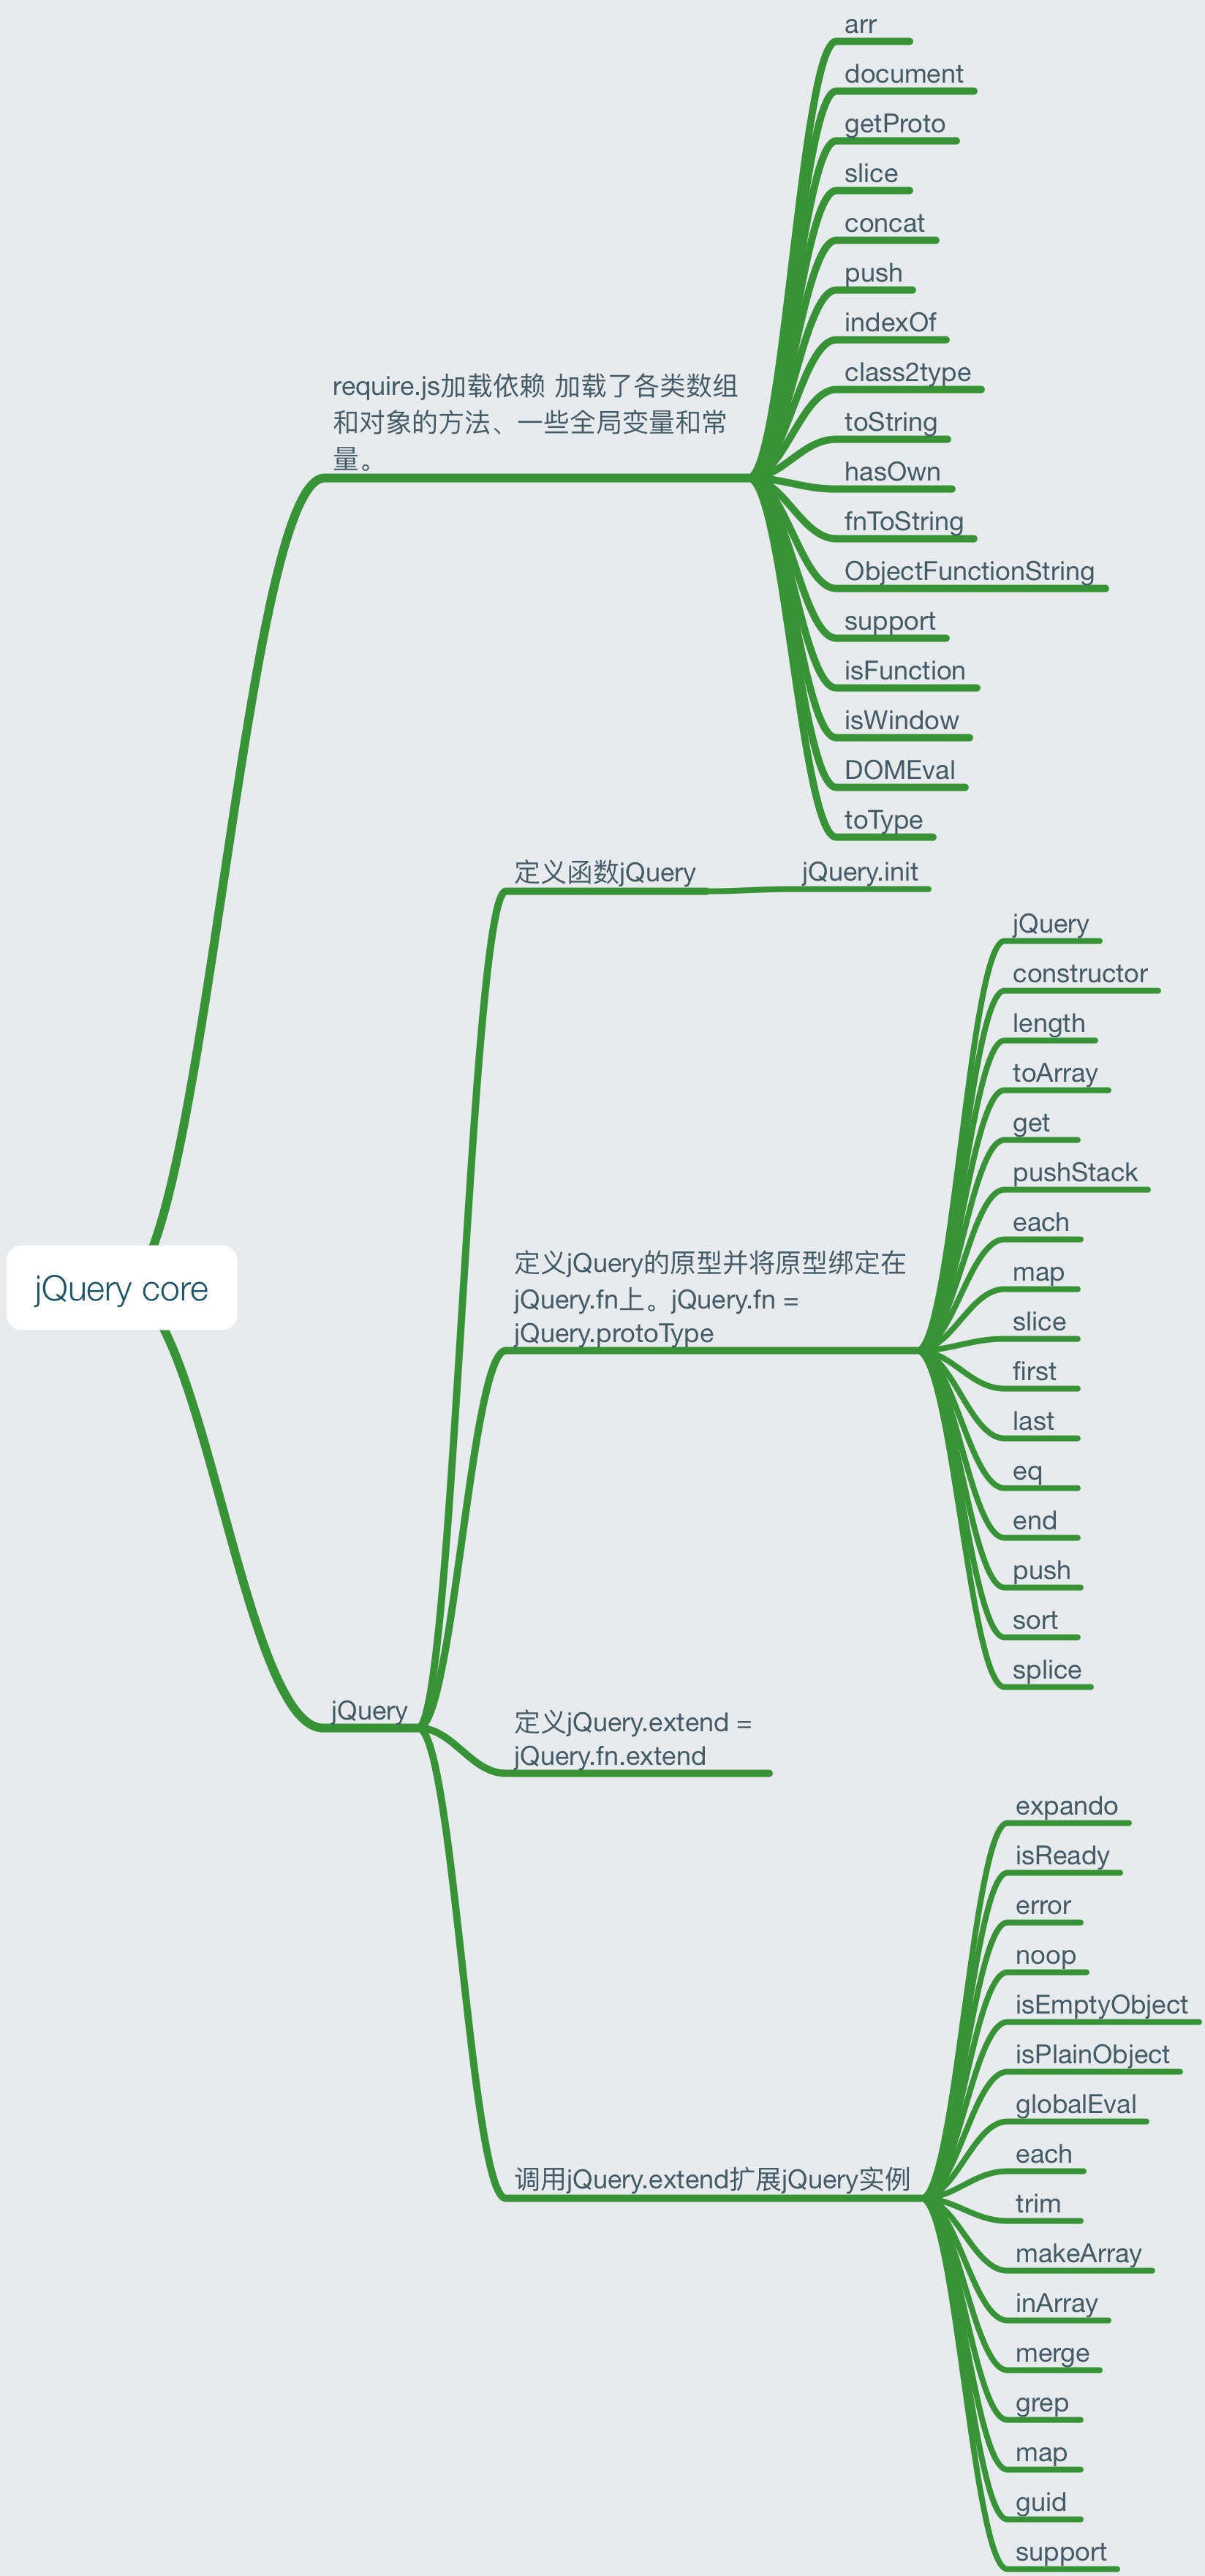 jQuery core
require.js加载依赖 加载了各类数组
和对象的方法、一些全局变量和常
量。
arr
document
getProto
slice
concat
push
indexOf
class2type
toString
hasOwn
fnToString
ObjectFunctionString
support
isFunction
isWindow
DOMEval
toType
jQuery
定义函数jQuery
jQuery.init
定义jQuery的原型并将原型绑定在
jQuery.fn上。jQuery.fn =
jQuery.protoType
jQuery
constructor
length
toArray
get
pushStack
each
map
slice
first
last
eq
end
push
sort
splice
定义jQuery.extend =
jQuery.fn.extend
调用jQuery.extend扩展jQuery实例
expando
isReady
error
noop
isEmptyObject
isPlainObject
globalEval
each
trim
makeArray
inArray
merge
grep
map
guid
support